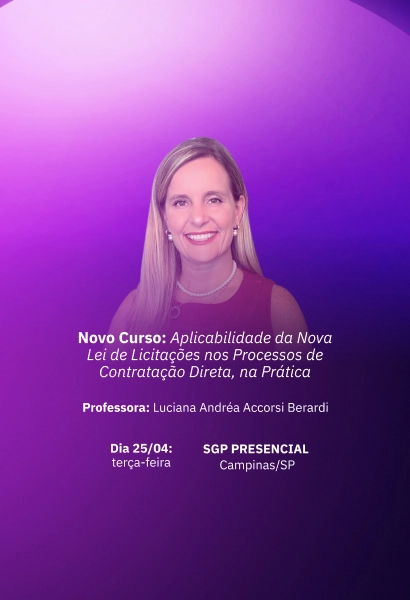 Novo Curso: Aplicabilidade da Nova
Lei de Licitações nos Processos de
Contratação Direta, na Prática
Professora: Luciana Andréa Accorsi Berardi
Dia 25/04:
terça-feira
SGP PRESENCIAL
Campinas/SP